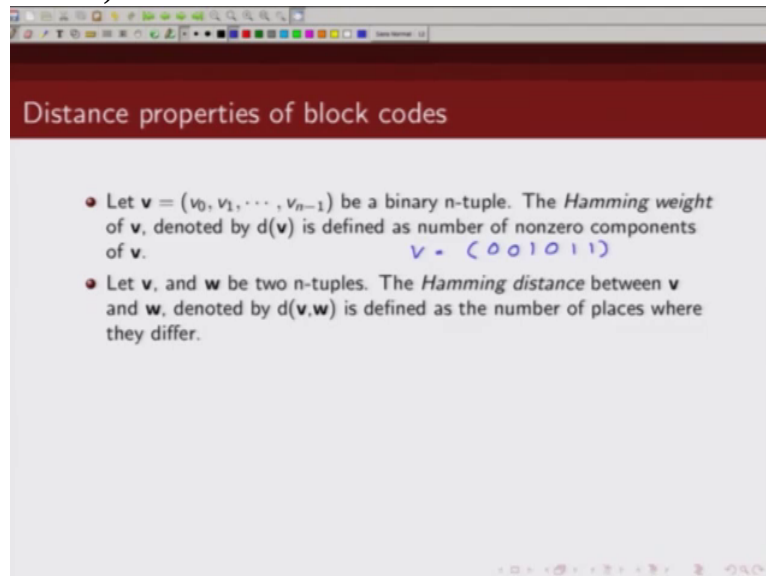 Distance properties of block codes
Let v = (v₀, v₁, ⋯ , vₙ₋₁) be a binary n-tuple. The Hamming weight
of v, denoted by d(v) is defined as number of nonzero components
of v.
v = (001011)
Let v, and w be two n-tuples. The Hamming distance between v
and w, denoted by d(v,w) is defined as the number of places where
they differ.